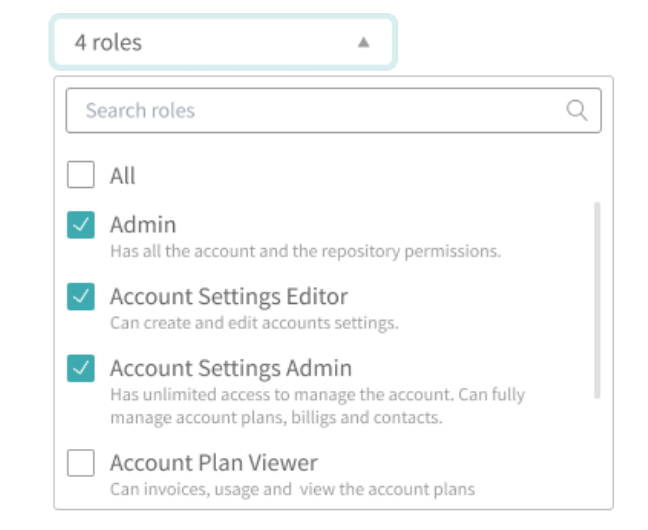 4 roles
Search roles
All
Admin
Has all the account and the repository permissions.
Account Settings Editor
Can create and edit accounts settings.
Account Settings Admin
Has unlimited access to manage the account. Can fully
manage account plans, billigs and contacts.
Account Plan Viewer
Can invoices, usage and view the account plans